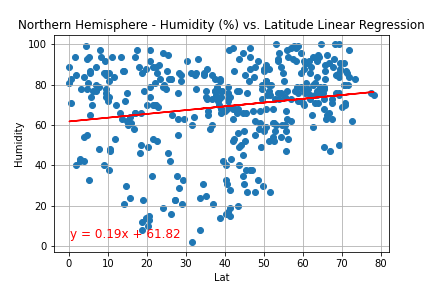 Northern Hemisphere - Humidity (%) vs. Latitude Linear Regression
100
80
60
40
20
0
Humidity
y = 0.19x + 61.82
0 10 20 30 40 50 60 70 80
Lat